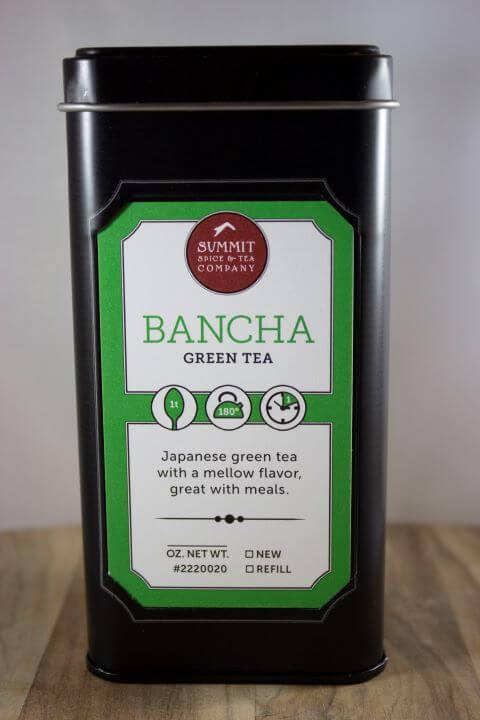 SUMMIT
SPICE & TEA
COMPANY
BANCHA
GREEN TEA
1t 180° 1
Japanese green tea
with a mellow flavor,
great with meals.
OZ. NET WT. NEW
#2220020 REFILL